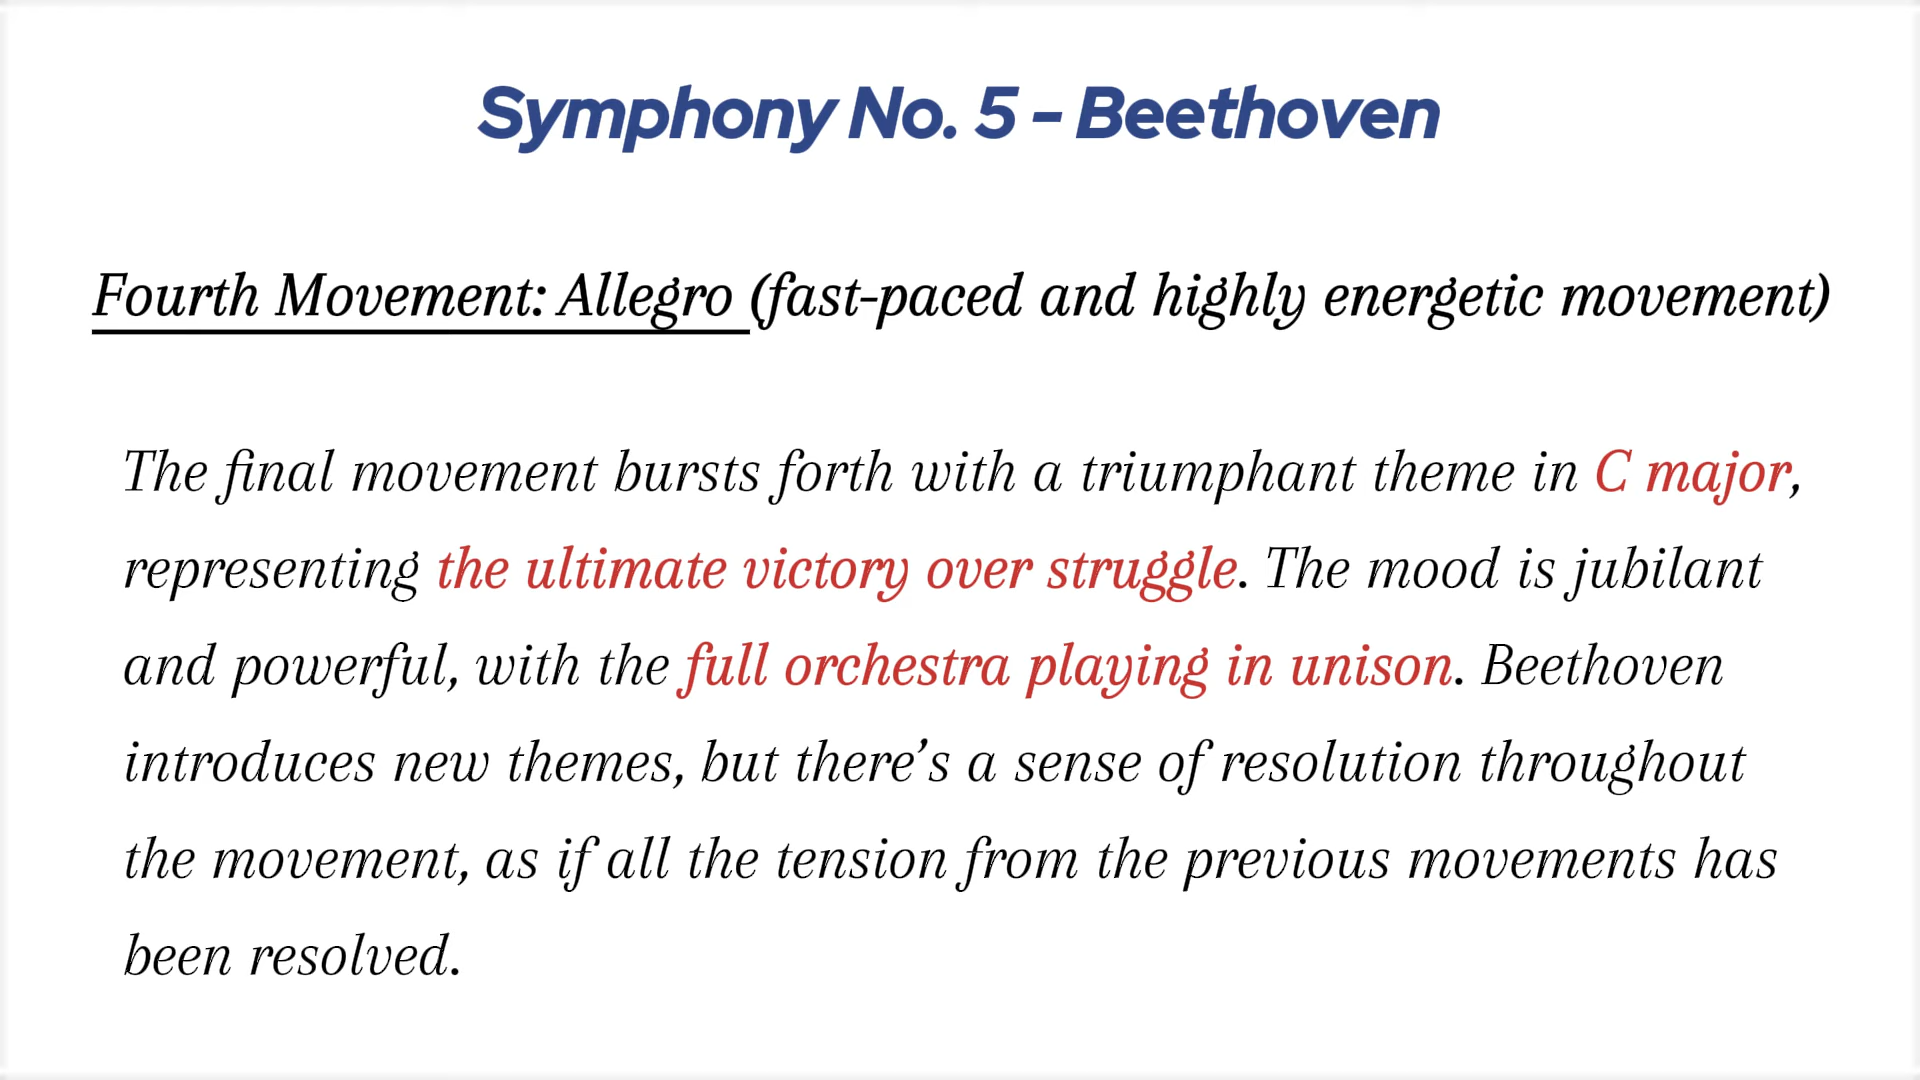 Symphony No. 5 – Beethoven
Fourth Movement: Allegro (fast-paced and highly energetic movement)
The final movement bursts forth with a triumphant theme in C major,
representing the ultimate victory over struggle. The mood is jubilant
and powerful, with the full orchestra playing in unison. Beethoven
introduces new themes, but there’s a sense of resolution throughout
the movement, as if all the tension from the previous movements has
been resolved.